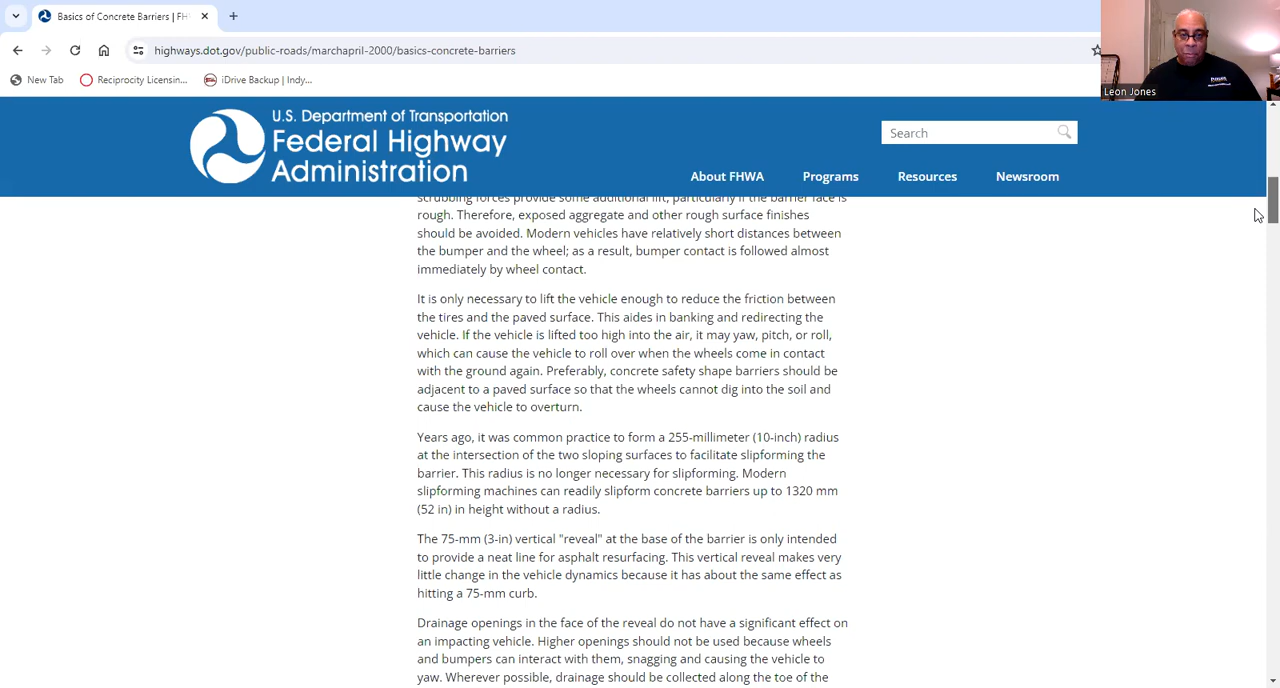 Basics of Concrete Barriers | FH
highways.dot.gov/public-roads/marchapril-2000/basics-concrete-barriers
New Tab
Reciprocity Licensin...
iDrive Backup | Indy...
Leon Jones
U.S. Department of Transportation
Federal Highway
Administration
Search
About FHWA
Programs
Resources
Newsroom
scrubbing forces provide some additional lift, particularly if the barrier face is
rough. Therefore, exposed aggregate and other rough surface finishes
should be avoided. Modern vehicles have relatively short distances between
the bumper and the wheel; as a result, bumper contact is followed almost
immediately by wheel contact.
It is only necessary to lift the vehicle enough to reduce the friction between
the tires and the paved surface. This aides in banking and redirecting the
vehicle. If the vehicle is lifted too high into the air, it may yaw, pitch, or roll,
which can cause the vehicle to roll over when the wheels come in contact
with the ground again. Preferably, concrete safety shape barriers should be
adjacent to a paved surface so that the wheels cannot dig into the soil and
cause the vehicle to overturn.
Years ago, it was common practice to form a 255-millimeter (10-inch) radius
at the intersection of the two sloping surfaces to facilitate slipforming the
barrier. This radius is no longer necessary for slipforming. Modern
slipforming machines can readily slipform concrete barriers up to 1320 mm
(52 in) in height without a radius.
The 75-mm (3-in) vertical "reveal" at the base of the barrier is only intended
to provide a neat line for asphalt resurfacing. This vertical reveal makes very
little change in the vehicle dynamics because it has about the same effect as
hitting a 75-mm curb.
Drainage openings in the face of the reveal do not have a significant effect on
an impacting vehicle. Higher openings should not be used because wheels
and bumpers can interact with them, snagging and causing the vehicle to
yaw. Wherever possible, drainage should be collected along the toe of the